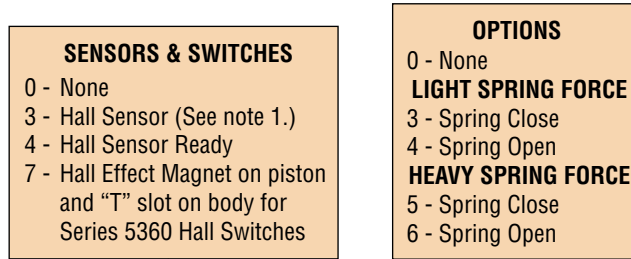 SENSORS & SWITCHES
0 - None
3 - Hall Sensor (See note 1.)
4 - Hall Sensor Ready
7 - Hall Effect Magnet on piston
and “T” slot on body for
Series 5360 Hall Switches
OPTIONS
0 - None
LIGHT SPRING FORCE
3 - Spring Close
4 - Spring Open
HEAVY SPRING FORCE
5 - Spring Close
6 - Spring Open